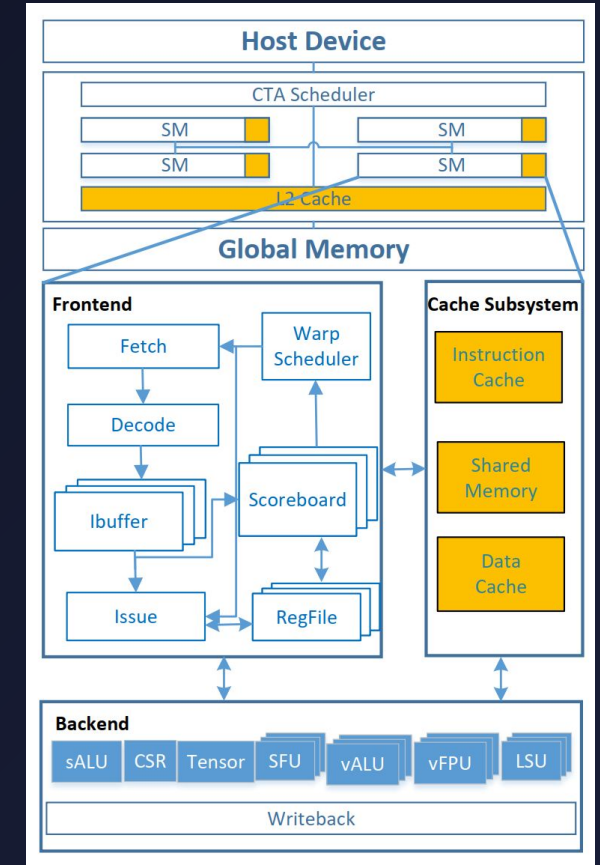 Host Device
CTA Scheduler
SM
SM
SM
SM
L2 Cache
Global Memory
Frontend
Fetch
Warp
Scheduler
Decode
Ibuffer
Scoreboard
Issue
RegFile
Cache Subsystem
Instruction
Cache
Shared
Memory
Data
Cache
Backend
sALU
CSR
Tensor
SFU
vALU
vFPU
LSU
Writeback